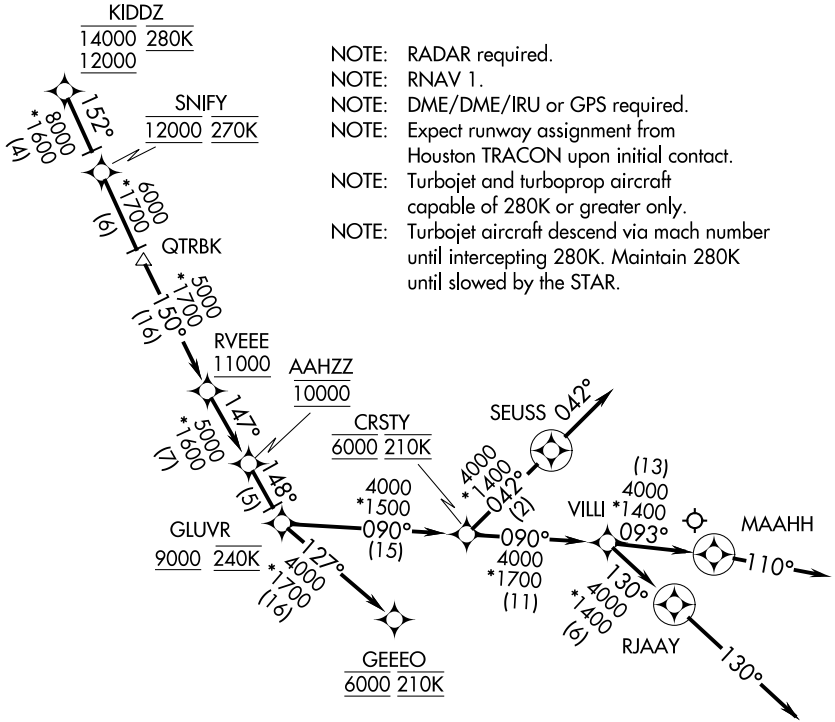 KIDDZ
14000 280K
12000
NOTE: RADAR required.
NOTE: RNAV 1.
NOTE: DME/DME/IRU or GPS required.
NOTE: Expect runway assignment from
Houston TRACON upon initial contact.
NOTE: Turbojet and turboprop aircraft
capable of 280K or greater only.
NOTE: Turbojet aircraft descend via mach number
until intercepting 280K. Maintain 280K
until slowed by the STAR.
152°
8000
*1600
(4)
SNIFY
12000 270K
6000
*1700
(6)
QTRBK
5000
*1700
150°
(16)
RVEEE
11000
147°
5000
*1600
(7)
AAHZZ
10000
148°
(5)
GLUVR
9000 240K
127°
4000
*1700
(16)
GEEEO
6000 210K
4000
*1500
090°
(15)
CRSTY
6000 210K
4000
*1400
042°
(2)
SEUSS
042°
090°
4000
*1700
(11)
VILLI
(13)
4000
*1400
093°
MAAHH
110°
130°
4000
*1400
(6)
RJAAY
130°